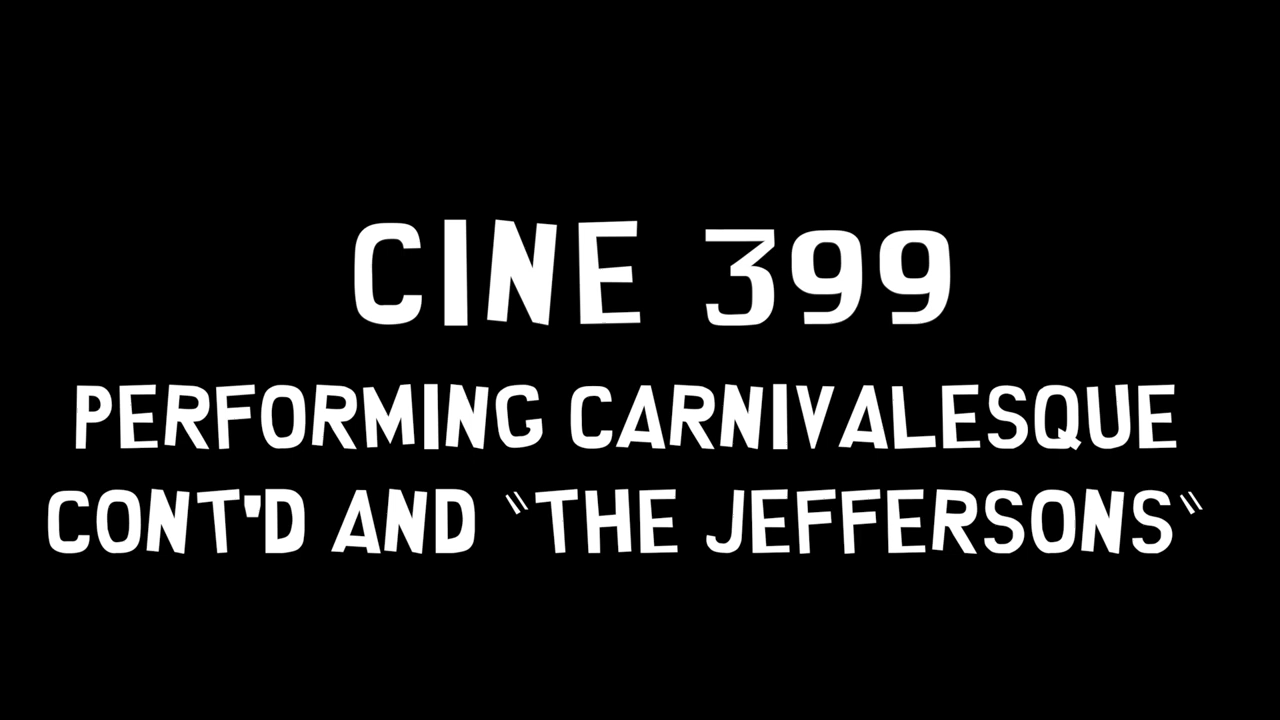 CINE 399
PERFORMING CARNIVALESQUE
CONT'D AND "THE JEFFERSONS"